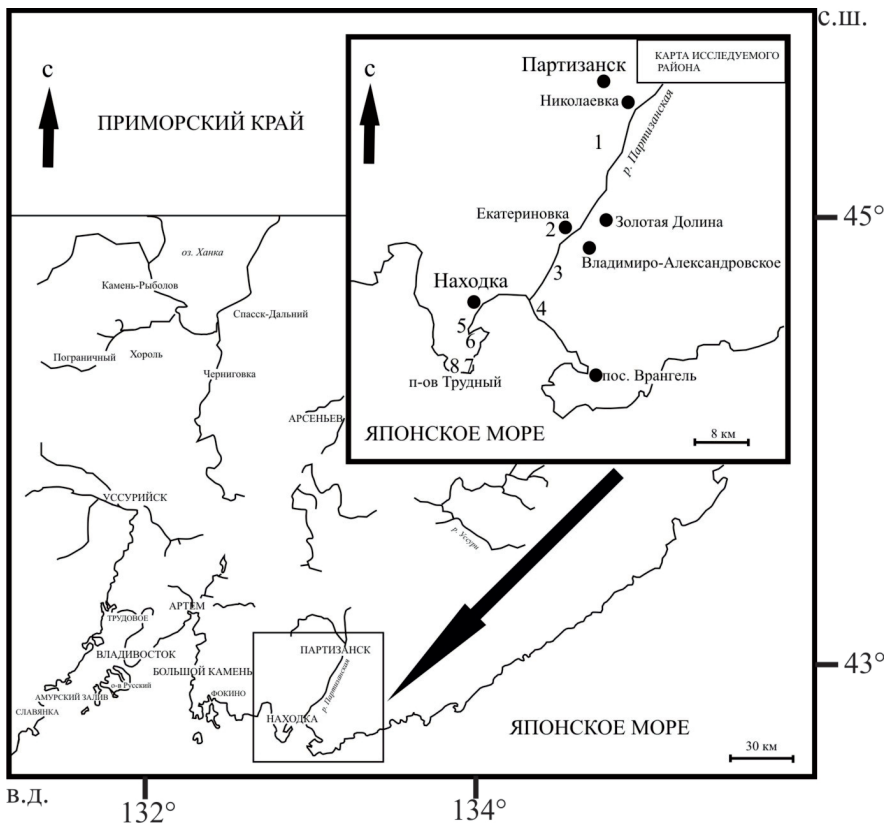 с.ш.
КАРТА ИССЛЕДУЕМОГО
РАЙОНА
с
Партизанск
Николаевка
1
р. Партизанская
Екатериновка
2
Золотая Долина
Владимиро-Александровское
3
Находка
4
5
6
8 7
п-ов Трудный
пос. Врангель
ЯПОНСКОЕ МОРЕ
8 км
с
ПРИМОРСКИЙ КРАЙ
45°
оз. Ханка
Камень-Рыболов
Спасск-Дальний
Пограничный
Хороль
Черниговка
АРСЕНЬЕВ
УССУРИЙСК
р. Уссури
АРТЕМ
ТРУДОВОЕ
ВЛАДИВОСТОК
ПАРТИЗАНСК
БОЛЬШОЙ КАМЕНЬ
43°
о-в Русский
р. Партизанская
АМУРСКИЙ ЗАЛИВ
ФОКИНО
СЛАВЯНКА
НАХОДКА
ЯПОНСКОЕ МОРЕ
30 км
в.д.
132°
134°